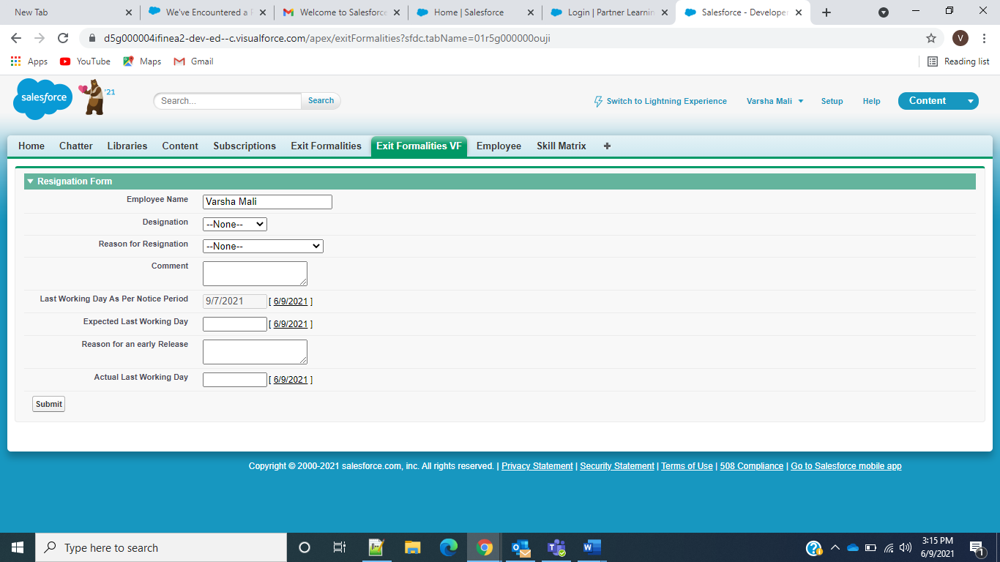 New Tab
We've Encountered a
Welcome to Salesforce
Home | Salesforce
Login | Partner Learnin
Salesforce - Developer
d5g000004ifinea2-dev-ed--c.visualforce.com/apex/exitFormalities?sfdc.tabName=01r5g000000ouji
V
Apps YouTube Maps Gmail Reading list
salesforce '21 Search... Search Switch to Lightning Experience Varsha Mali Setup Help Content
Home Chatter Libraries Content Subscriptions Exit Formalities Exit Formalities VF Employee Skill Matrix +
Resignation Form
Employee Name Varsha Mali
Designation --None--
Reason for Resignation --None--
Comment
Last Working Day As Per Notice Period 9/7/2021 [ 6/9/2021 ]
Expected Last Working Day [ 6/9/2021 ]
Reason for an early Release
Actual Last Working Day [ 6/9/2021 ]
Submit
Copyright © 2000-2021 salesforce.com, inc. All rights reserved. | Privacy Statement | Security Statement | Terms of Use | 508 Compliance | Go to Salesforce mobile app
Type here to search
3:15 PM
6/9/2021
1